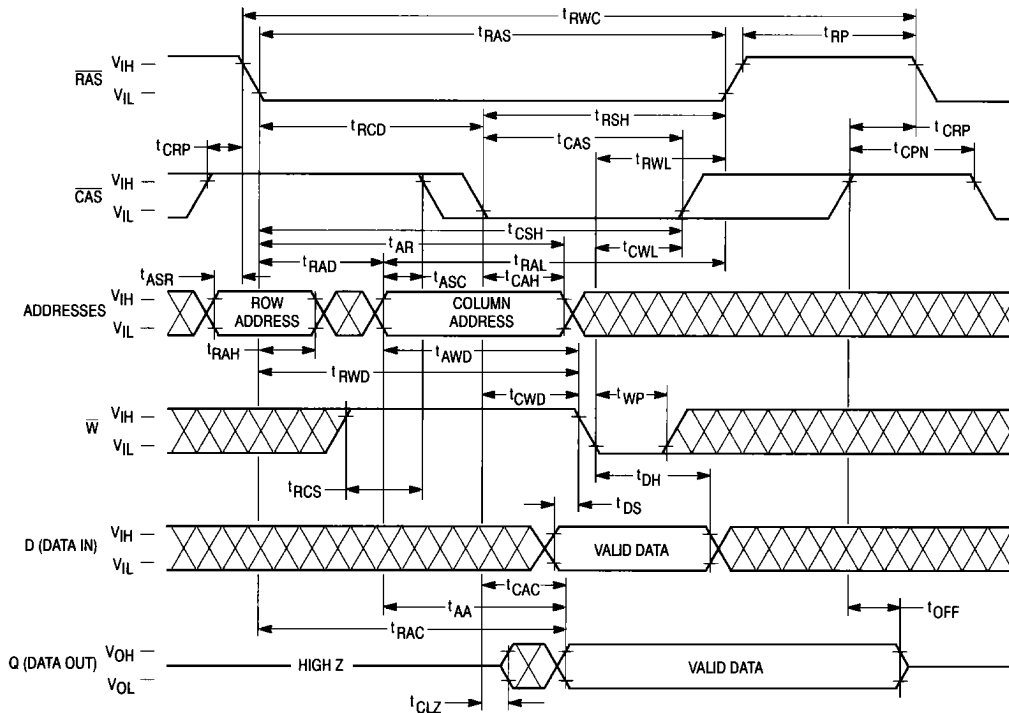 tRWC
tRAS
tRP
RAS
VIH
VIL
tRSH
tRCD
tCAS
tCRP
tCRP
tRWL
tCPN
CAS
VIH
VIL
tCSH
tAR
tCWL
tRAD
tRAL
tASR
tASC
tCAH
ADDRESSES
VIH
VIL
ROW
ADDRESS
COLUMN
ADDRESS
tRAH
tAWD
tRWD
tCWD
tWP
W
VIH
VIL
tRCS
tDH
tDS
D (DATA IN)
VIH
VIL
VALID DATA
tCAC
tAA
tOFF
tRAC
Q (DATA OUT)
VOH
VOL
HIGH Z
VALID DATA
tCLZ